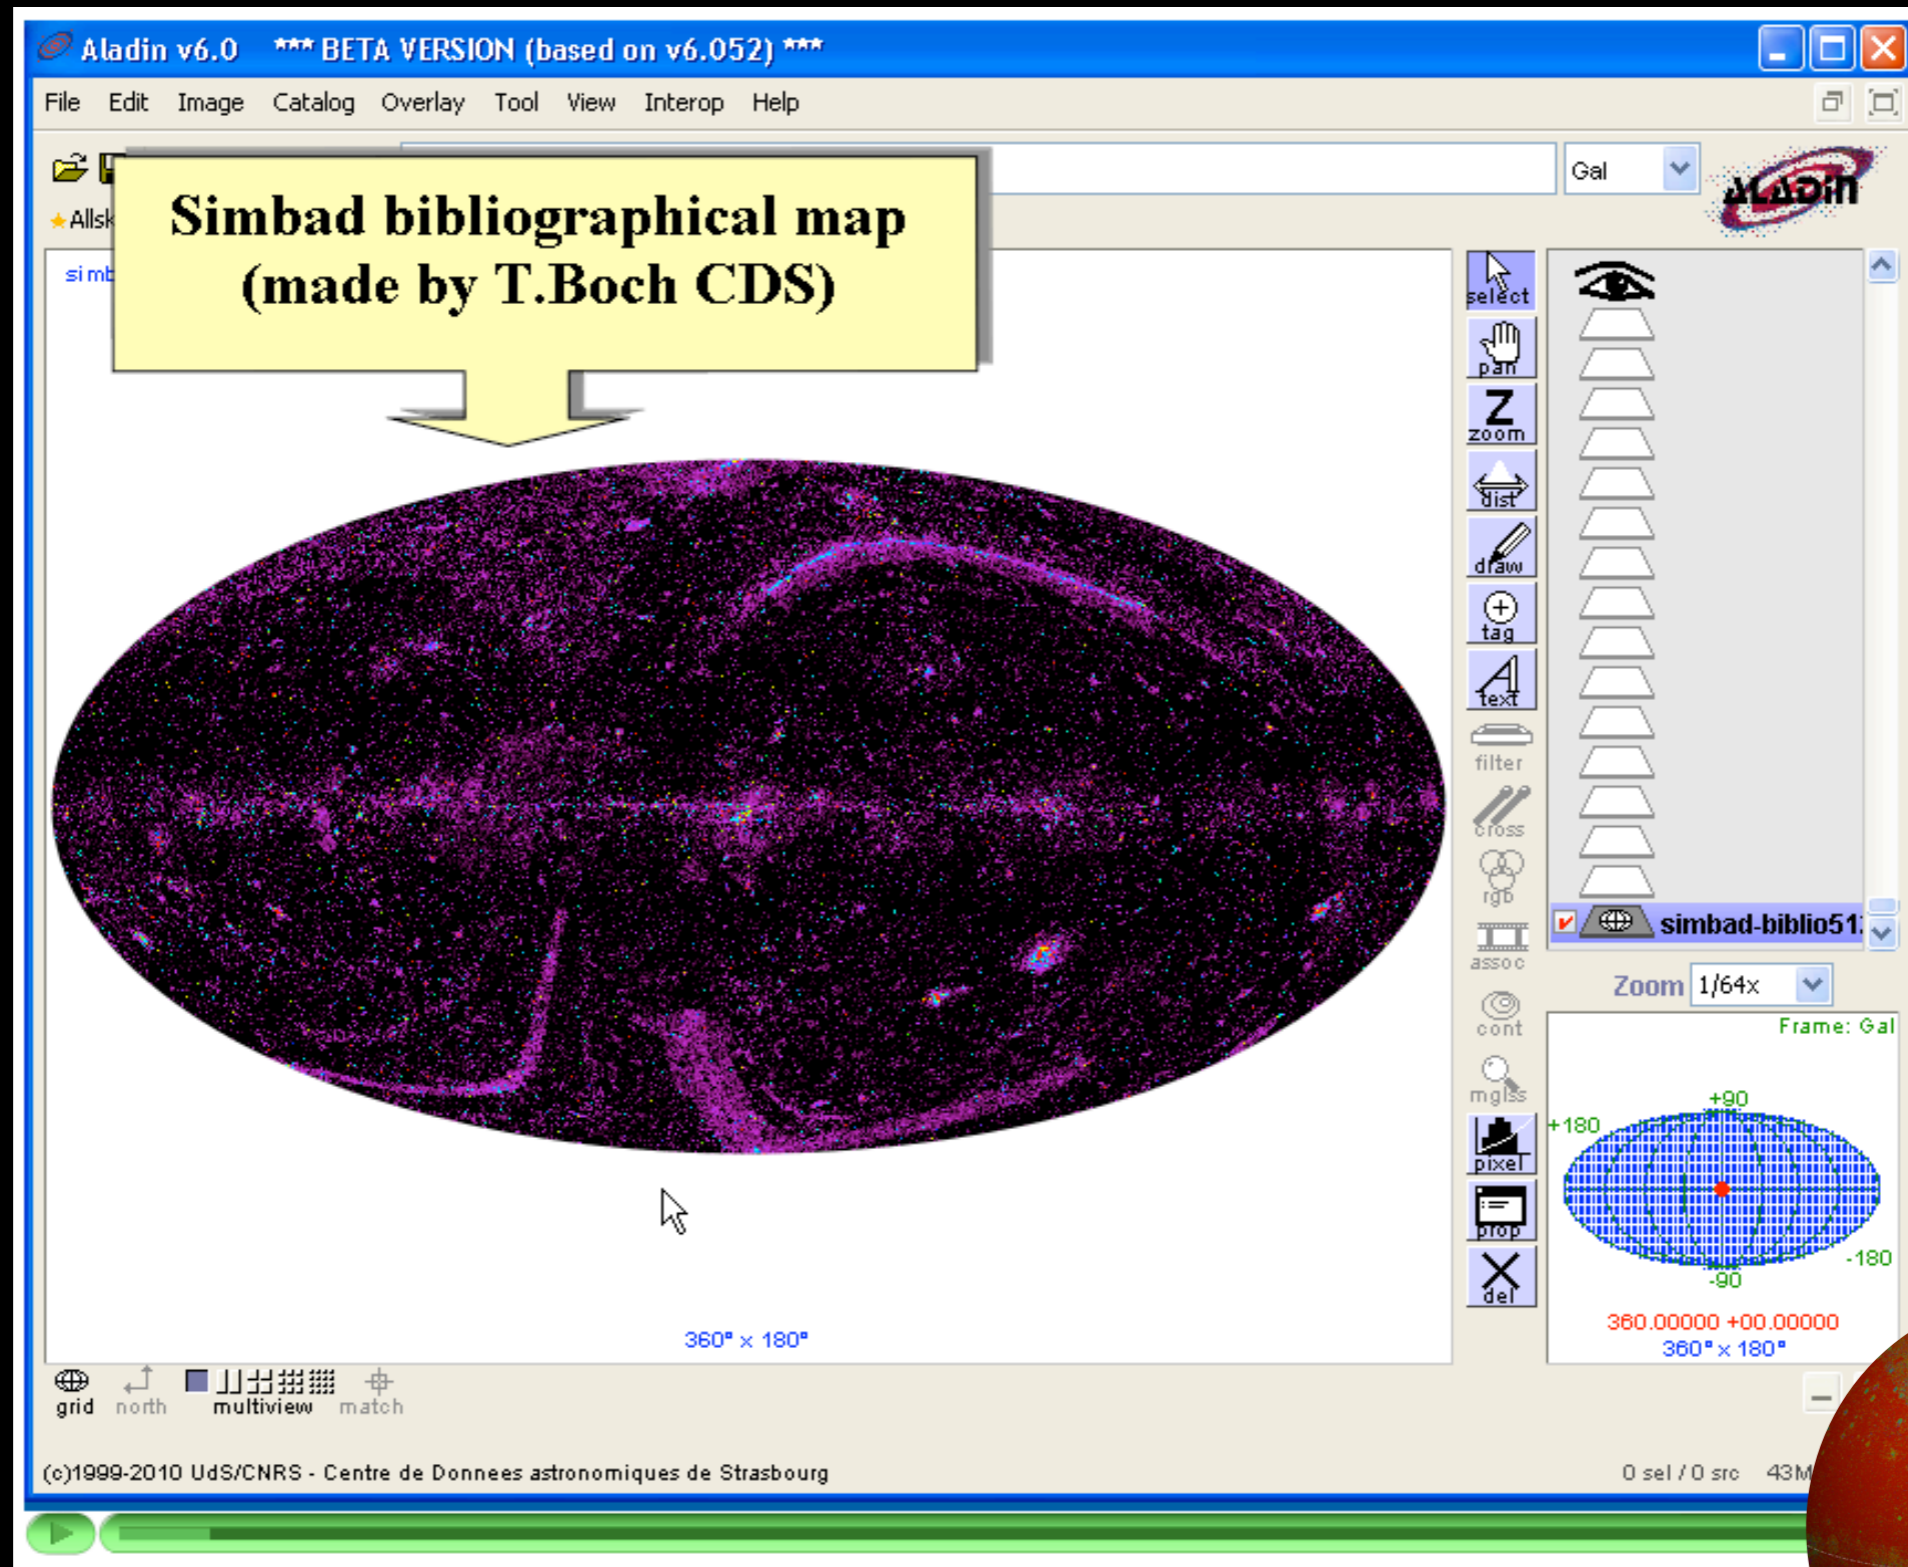 Aladin v6.0 *** BETA VERSION (based on v6.052) ***
File Edit Image Catalog Overlay Tool View Interop Help
Gal
ALADiN
Simbad bibliographical map
(made by T.Boch CDS)
select
pan
Z
zoom
dist
draw
tag
text
filter
cross
rgb
assoc
cont
mglss
pixel
prop
del
simbad-biblio51
Zoom 1/64x
Frame: Gal
+90
+180
-180
-90
360.00000 +00.00000
360° x 180°
360° x 180°
grid north multiview match
(c)1999-2010 UdS/CNRS - Centre de Donnees astronomiques de Strasbourg
0 sel / 0 src 43M